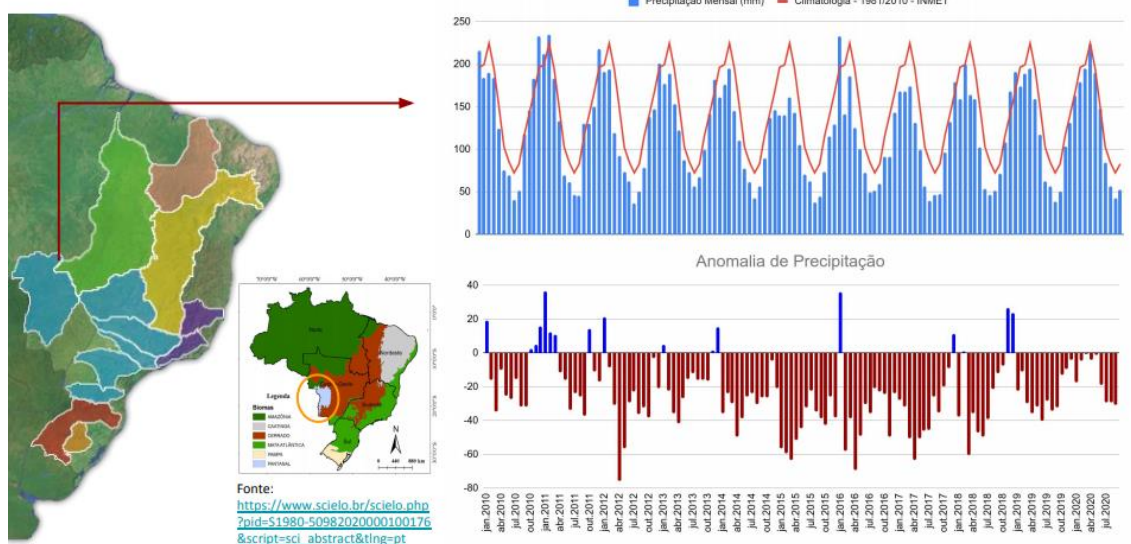 Precipitação Mensal (mm) Climatologia - 1981/2010 - INMET
250
200
150
100
50
0
Anomalia de Precipitação
40
20
0
-20
-40
-60
-80
jan.2010
abr.2010
jul.2010
out.2010
jan.2011
abr.2011
jul.2011
out.2011
jan.2012
abr.2012
jul.2012
out.2012
jan.2013
abr.2013
jul.2013
out.2013
jan.2014
abr.2014
jul.2014
out.2014
jan.2015
abr.2015
jul.2015
out.2015
jan.2016
abr.2016
jul.2016
out.2016
jan.2017
abr.2017
jul.2017
out.2017
jan.2018
abr.2018
jul.2018
out.2018
jan.2019
abr.2019
jul.2019
out.2019
jan.2020
abr.2020
jul.2020
Norte
Nordeste
Sul
Legenda
Biomas
AMAZÔNIA
CAATINGA
CERRADO
MATA ATLÂNTICA
PAMPA
PANTANAL
N
Fonte:
https://www.scielo.br/scielo.php
?pid=S1980-50982020000100176
&script=sci_abstract&tlng=pt